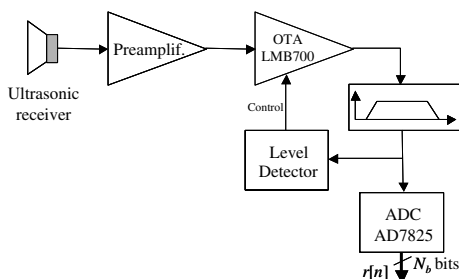 Preamplif.
OTA
LMB700
Ultrasonic
receiver
Control
Level
Detector
ADC
AD7825
r[n] N_b bits